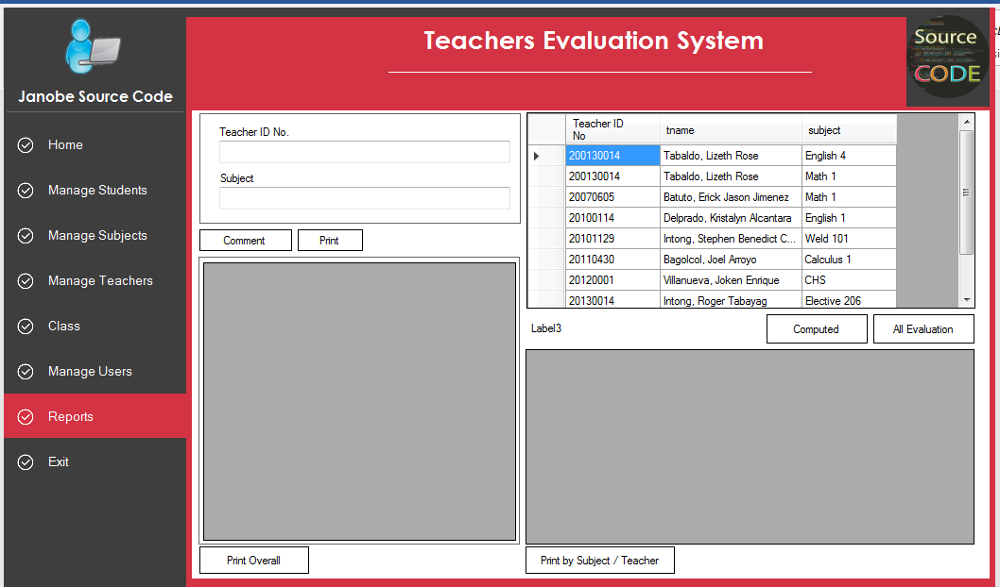 Teachers Evaluation System
Source
CODE
Janobe Source Code
Home
Manage Students
Manage Subjects
Manage Teachers
Class
Manage Users
Reports
Exit
Teacher ID No.
Subject
Comment
Print
Print Overall
Teacher ID No tname subject
200130014 Tabaldo, Lizeth Rose English 4
200130014 Tabaldo, Lizeth Rose Math 1
20070605 Batuto, Erick Jason Jimenez Math 1
20100114 Delprado, Kristalyn Alcantara English 1
20101129 Intong, Stephen Benedict C... Weld 101
20110430 Bagolcol, Joel Arroyo Calculus 1
20120001 Villanueva, Joken Enrique CHS
20130014 Intong, Roger Tabayag Elective 206
Label3
Computed
All Evaluation
Print by Subject / Teacher